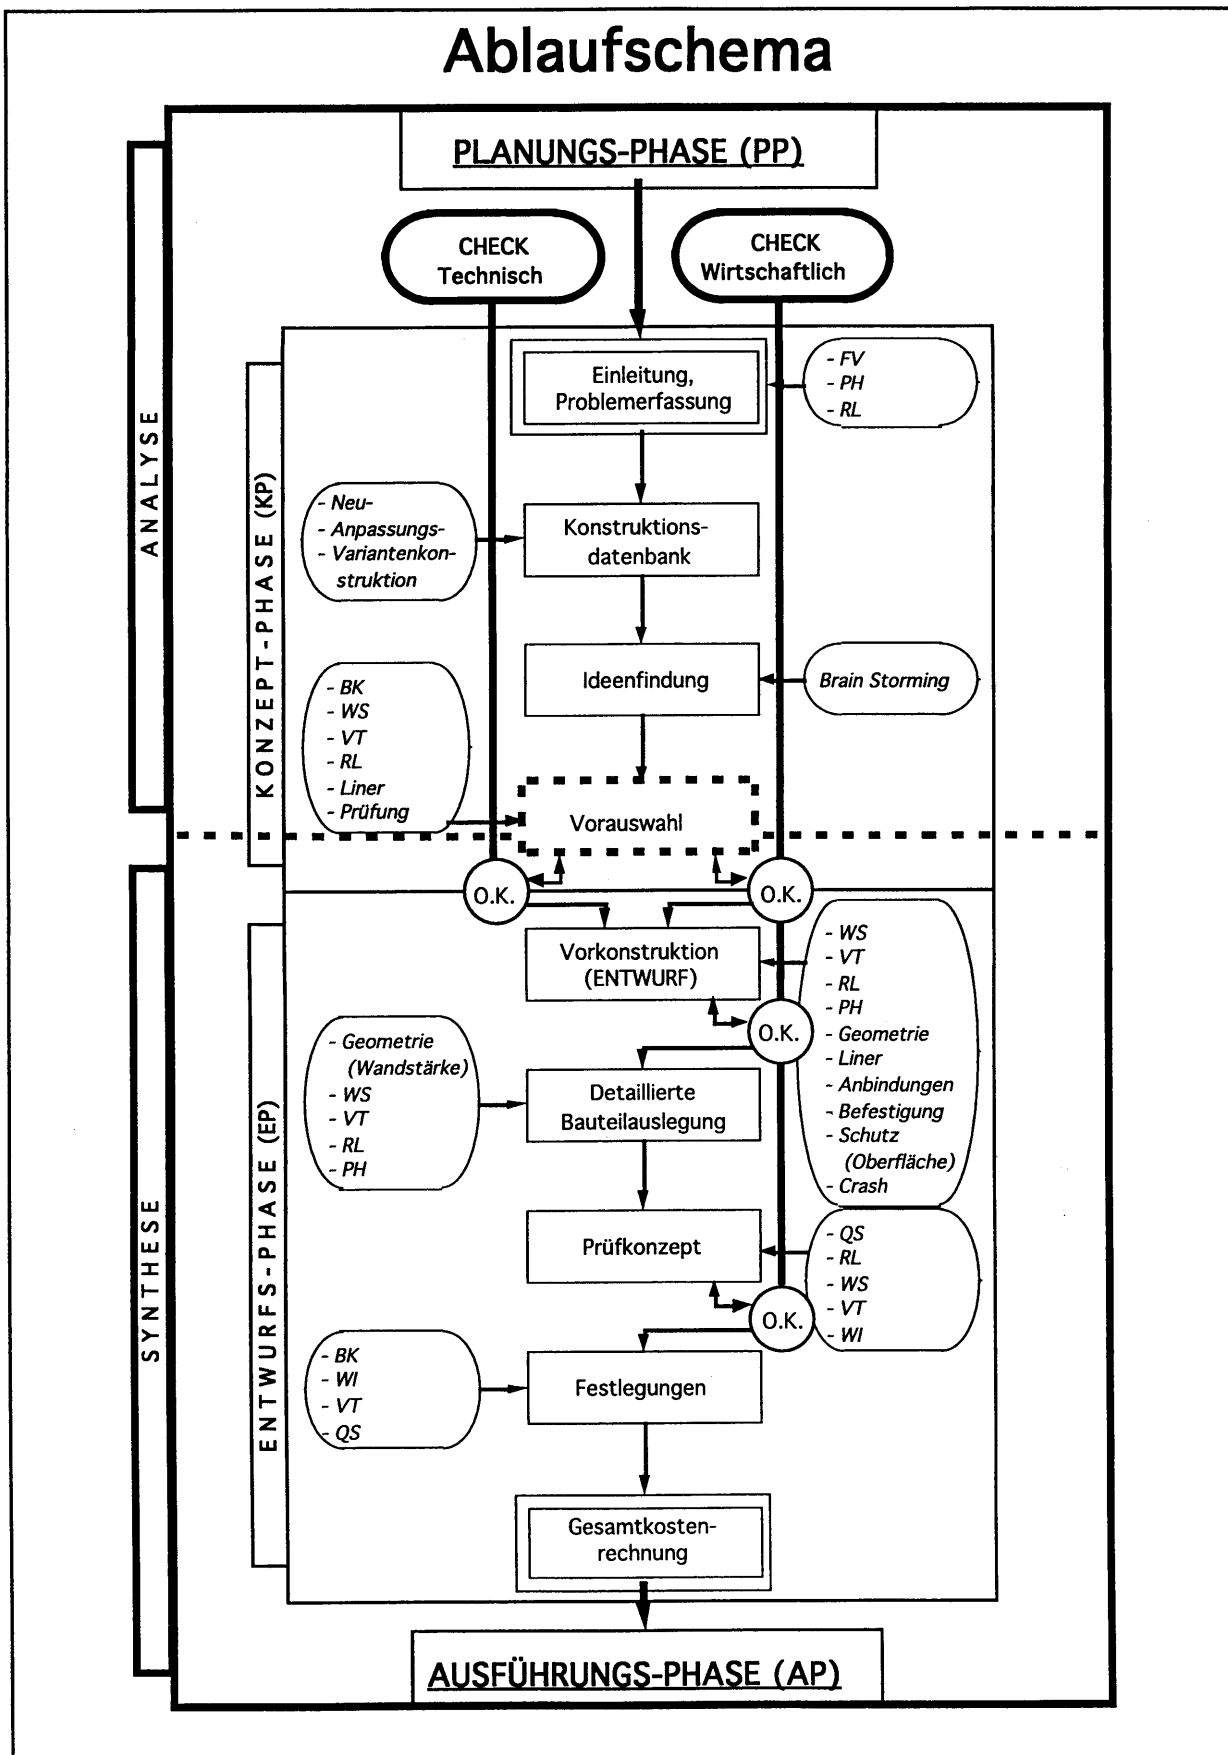 Ablaufschema
PLANUNGS-PHASE (PP)
CHECK
Technisch
CHECK
Wirtschaftlich
ANALYSE
KONZEPT-PHASE (KP)
Einleitung,
Problemerfassung
- FV
- PH
- RL
- Neu-
- Anpassungs-
- Variantenkon-
struktion
Konstruktions-
datenbank
Ideenfindung
Brain Storming
- BK
- WS
- VT
- RL
- Liner
- Prüfung
Vorauswahl
O.K.
O.K.
SYNTHESE
ENTWURFS-PHASE (EP)
Vorkonstruktion
(ENTWURF)
- WS
- VT
- RL
- PH
- Geometrie
- Liner
- Anbindungen
- Befestigung
- Schutz
(Oberfläche)
- Crash
O.K.
- Geometrie
(Wandstärke)
- WS
- VT
- RL
- PH
Detaillierte
Bauteilauslegung
Prüfkonzept
- QS
- RL
- WS
- VT
- WI
O.K.
- BK
- WI
- VT
- QS
Festlegungen
Gesamtkosten-
rechnung
AUSFÜHRUNGS-PHASE (AP)